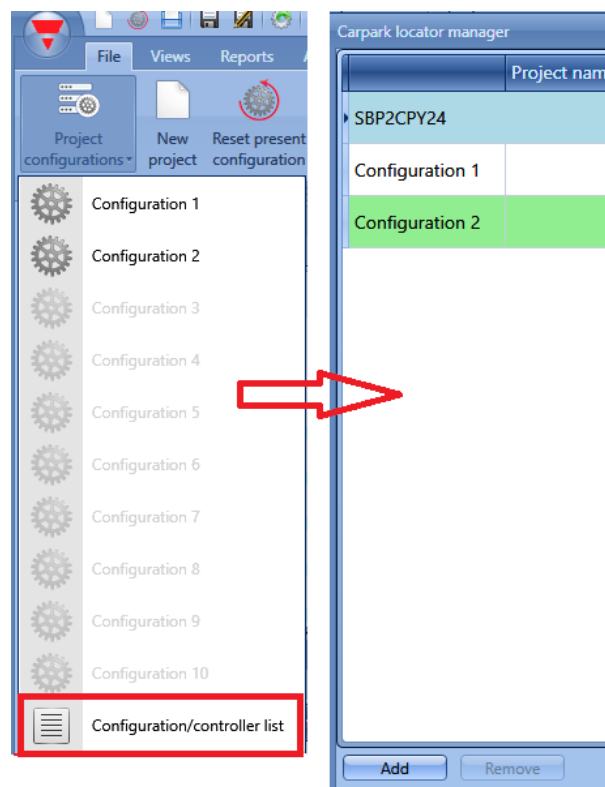 File Views Reports
Project configurations
New project
Reset present configuration
Configuration 1
Configuration 2
Configuration 3
Configuration 4
Configuration 5
Configuration 6
Configuration 7
Configuration 8
Configuration 9
Configuration 10
Configuration/controller list
Carpark locator manager
Project nam
SBP2CPY24
Configuration 1
Configuration 2
Add Remove